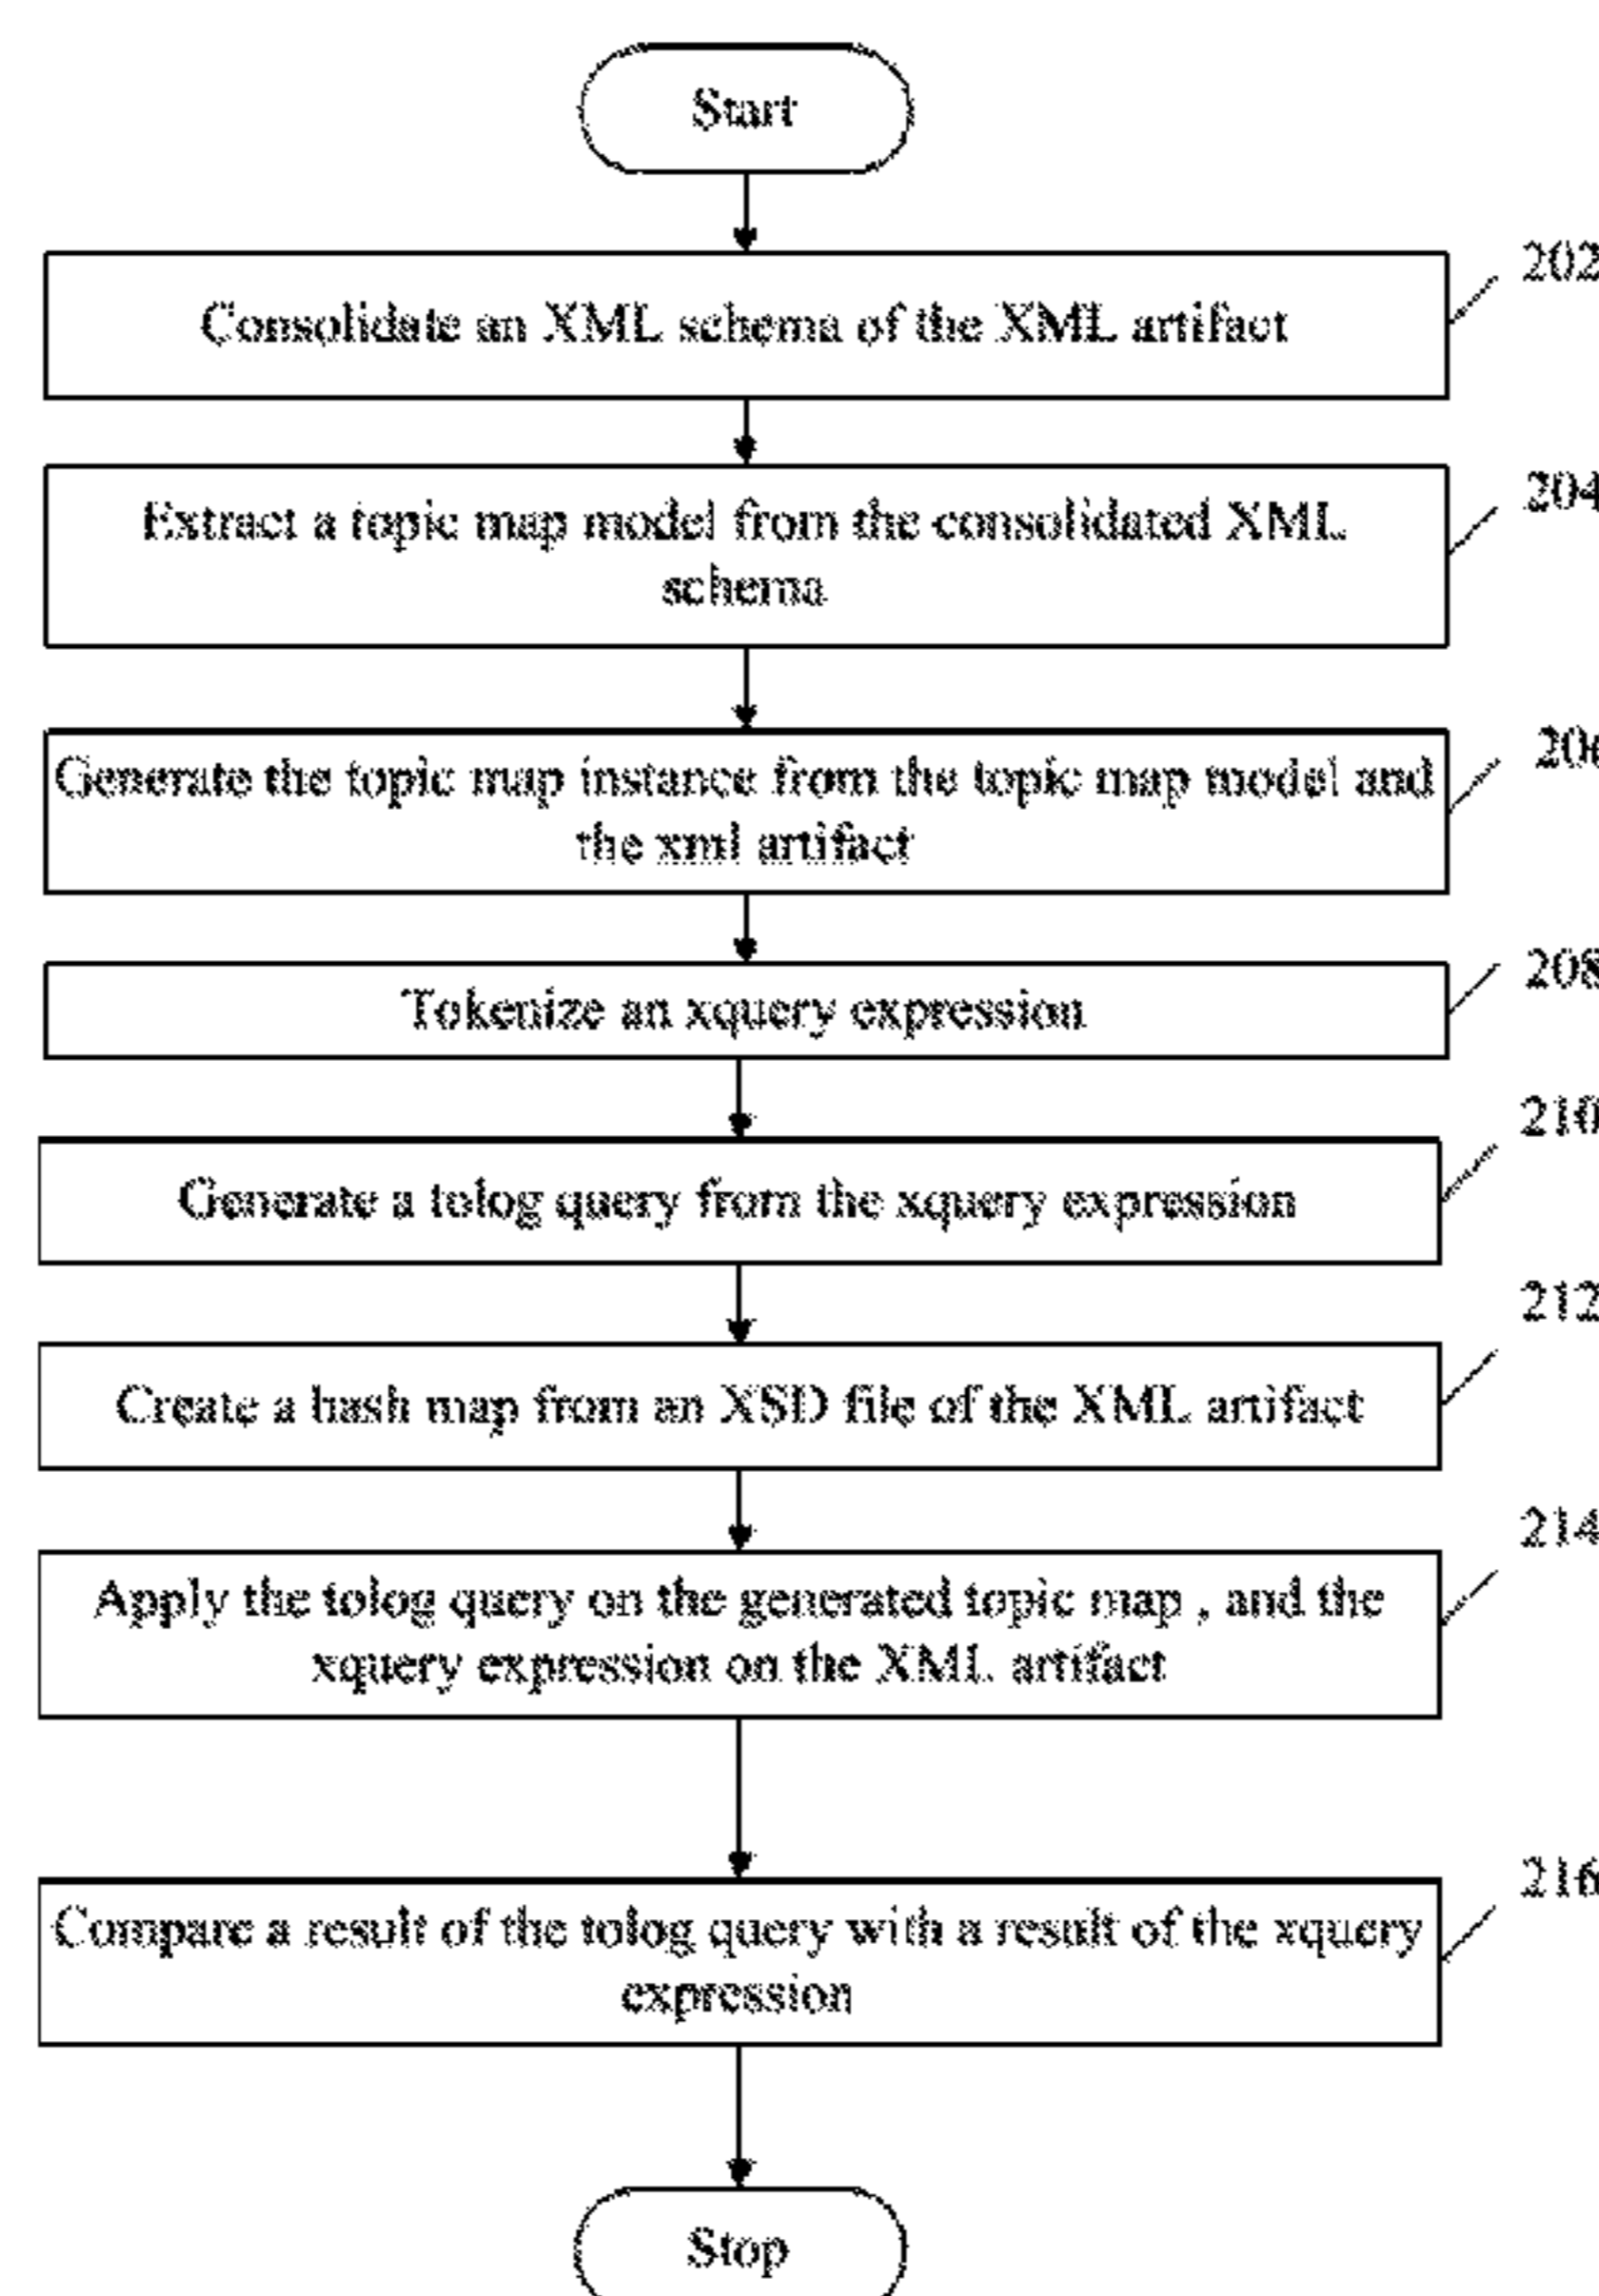 Start
202
Consolidate an XML schema of the XML artifact
204
Extract a topic map model from the consolidated XML
schema
206
Generate the topic map instance from the topic map model and
the xml artifact
208
Tokenize an xquery expression
210
Generate a tolog query from the xquery expression
212
Create a hash map from an XSD file of the XML artifact
214
Apply the tolog query on the generated topic map , and the
xquery expression on the XML artifact
216
Compare a result of the tolog query with a result of the xquery
expression
Stop